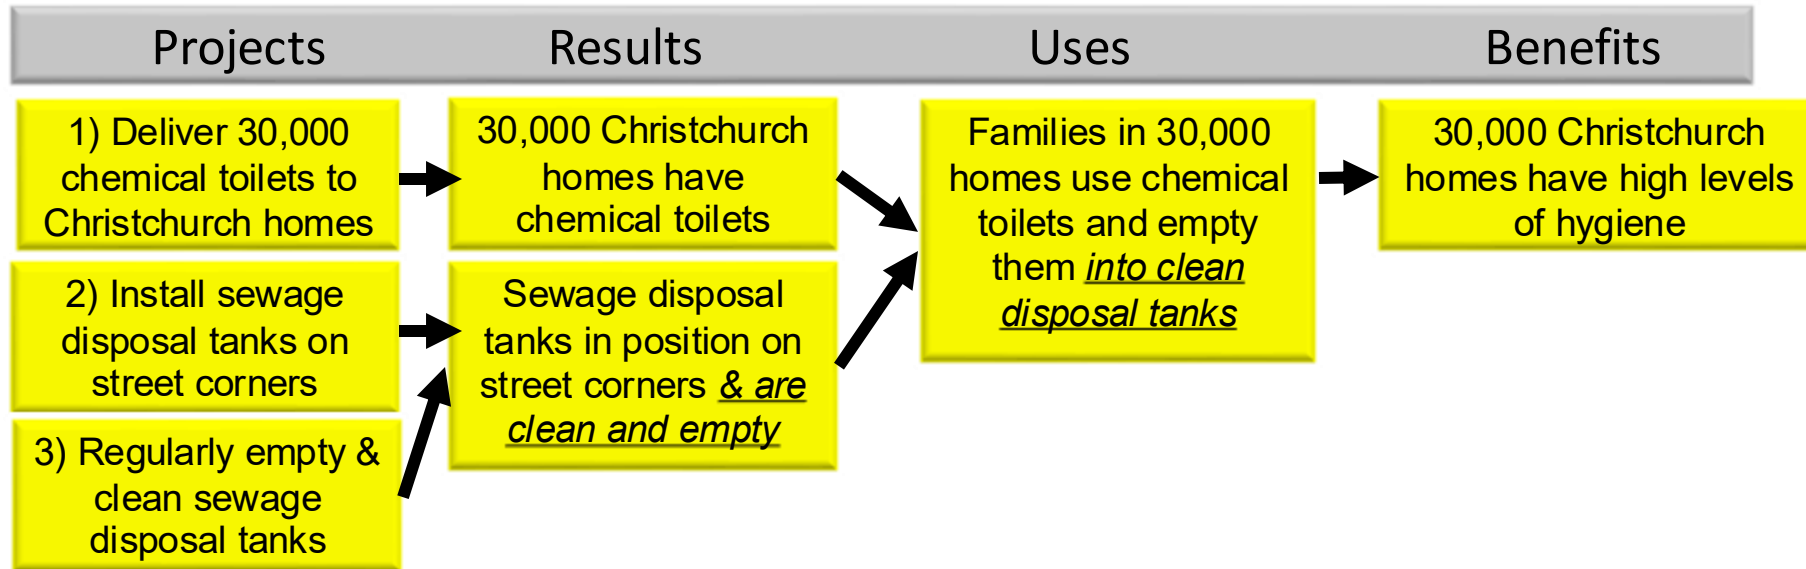 Projects Results Uses Benefits
1) Deliver 30,000
chemical toilets to
Christchurch homes
30,000 Christchurch
homes have
chemical toilets
Families in 30,000
homes use chemical
toilets and empty
them into clean
disposal tanks
30,000 Christchurch
homes have high levels
of hygiene
2) Install sewage
disposal tanks on
street corners
Sewage disposal
tanks in position on
street corners & are
clean and empty
3) Regularly empty &
clean sewage
disposal tanks